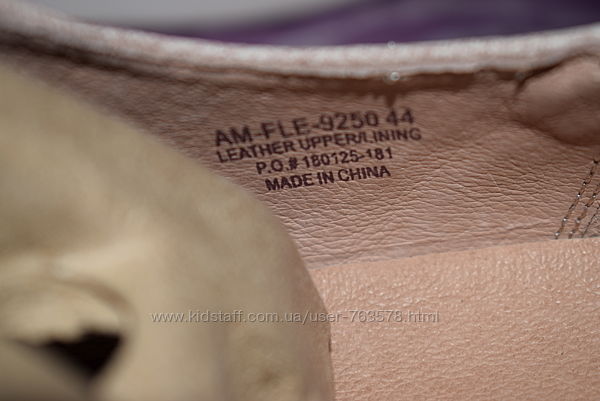 AM-FLE-9250 44
LEATHER UPPER/LINING
P.O.# 180125-181
MADE IN CHINA
www.kidstaff.com.ua/user-763578.html